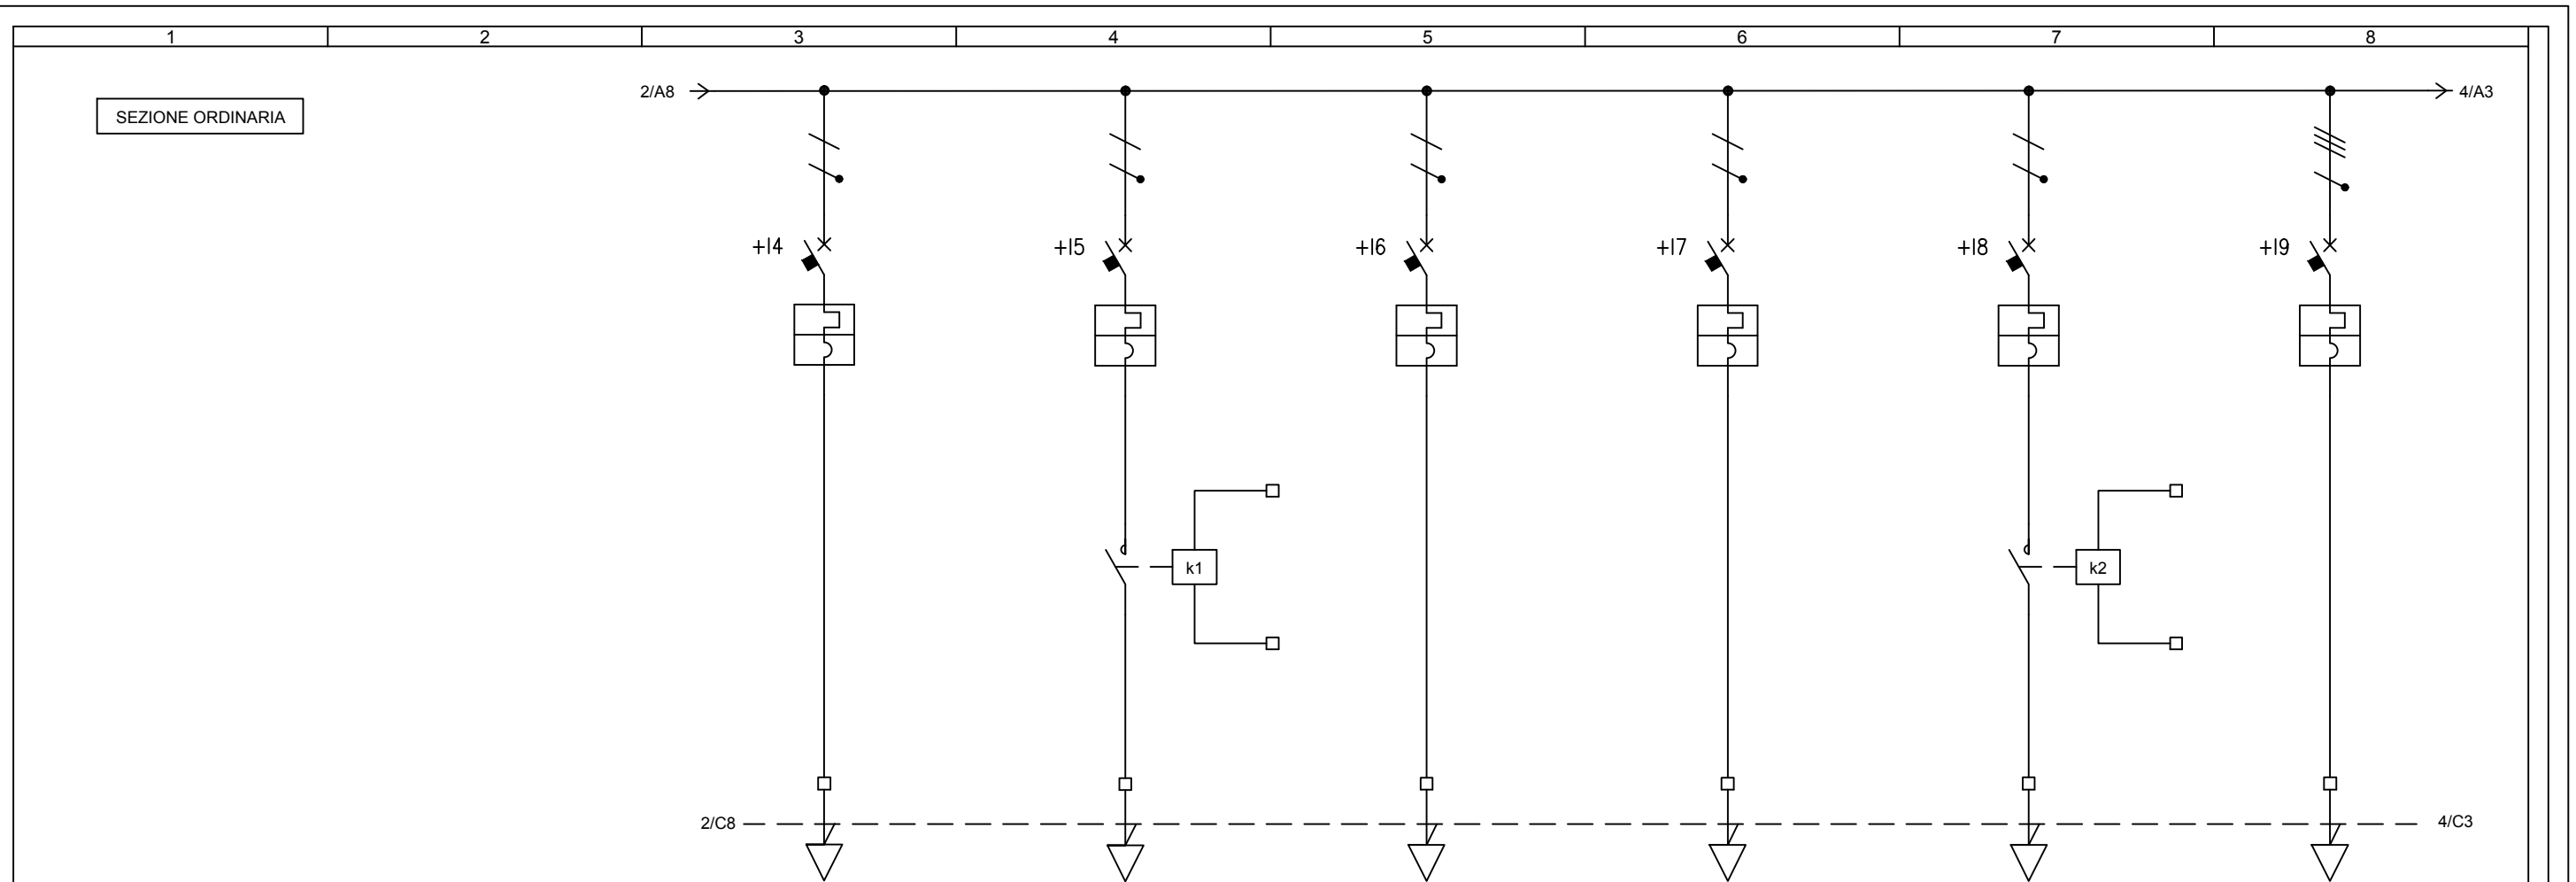 1 2 3 4 5 6 7 8
2/A8 4/A3
SEZIONE ORDINARIA
+I4 +I5 +I6 +I7 +I8 +I9
k1 k2
2/C8 4/C3